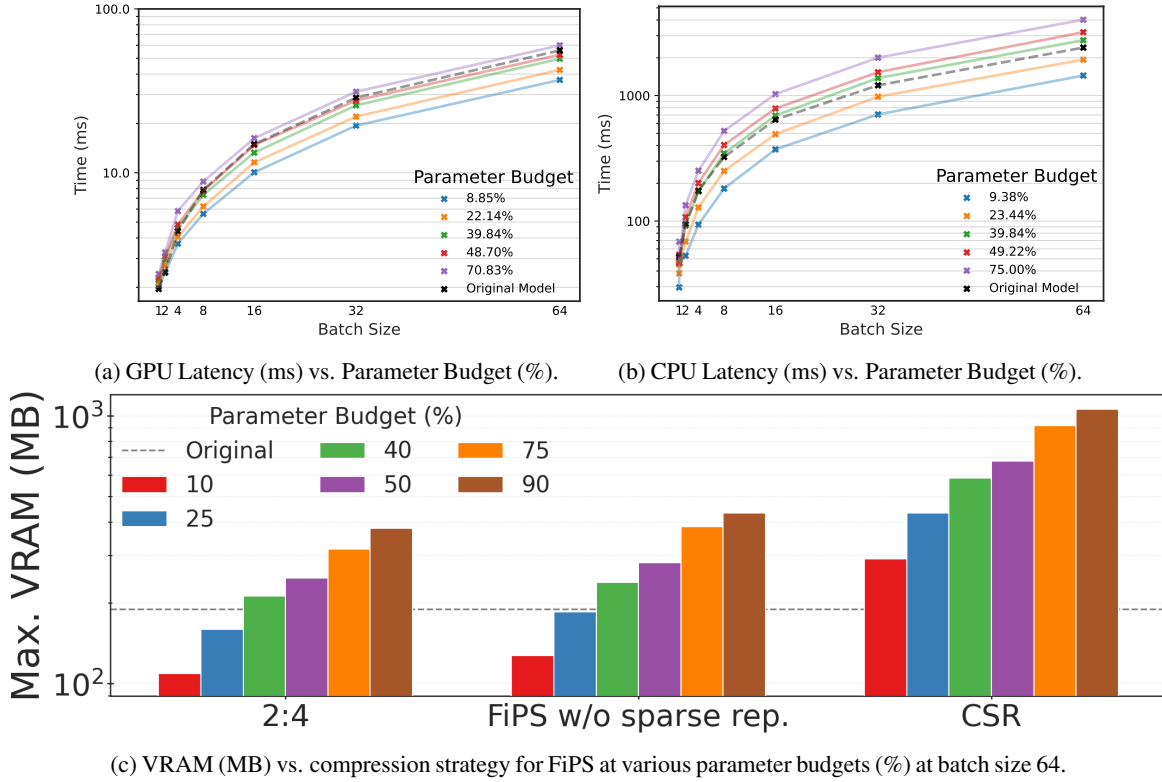 100.0
10.0
Time (ms)
Parameter Budget
8.85%
22.14%
39.84%
48.70%
70.83%
Original Model
1 2 4 8 16 32 64
Batch Size
(a) GPU Latency (ms) vs. Parameter Budget (%).
1000
100
Time (ms)
Parameter Budget
9.38%
23.44%
39.84%
49.22%
75.00%
Original Model
1 2 4 8 16 32 64
Batch Size
(b) CPU Latency (ms) vs. Parameter Budget (%).
Max. VRAM (MB)
10³
10²
Parameter Budget (%)
Original
10
25
40
50
75
90
2:4 FiPS w/o sparse rep. CSR
(c) VRAM (MB) vs. compression strategy for FiPS at various parameter budgets (%) at batch size 64.